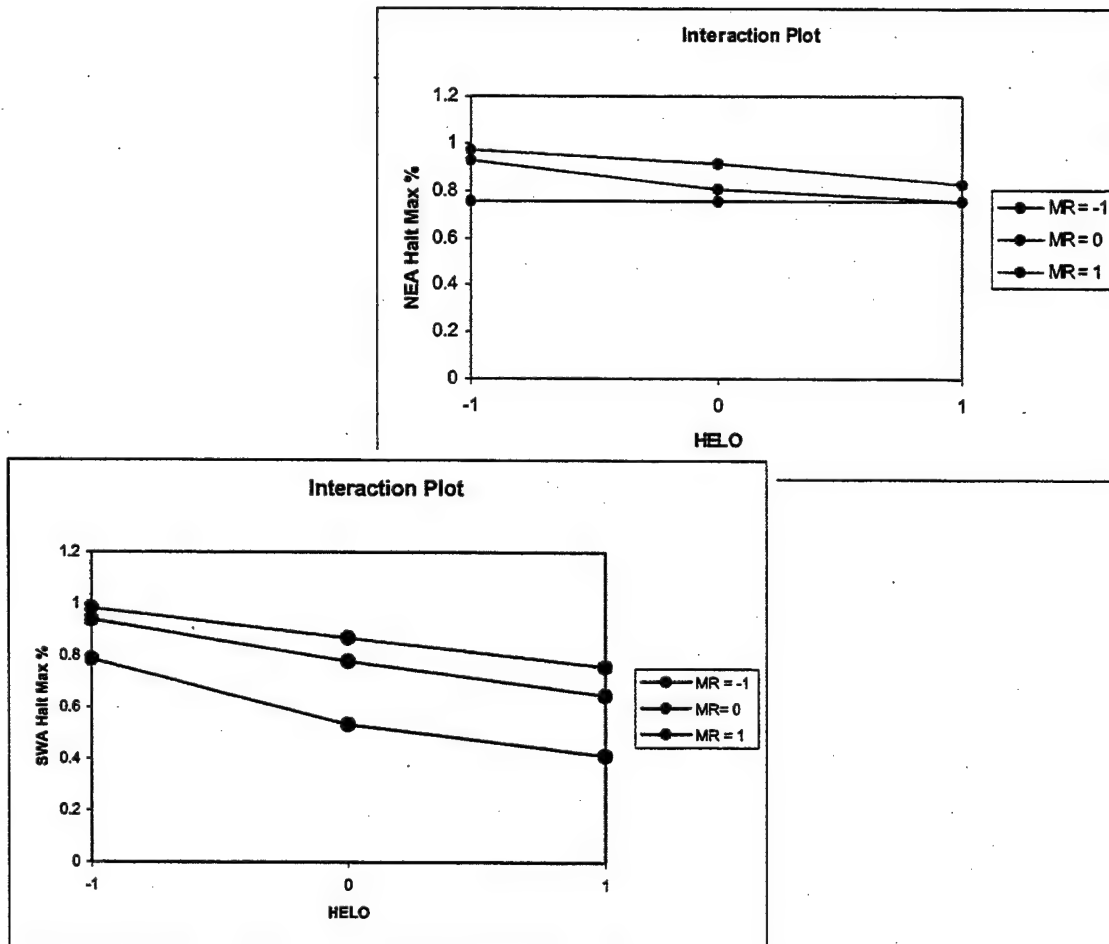 Interaction Plot
1.2
1
0.8
0.6
0.4
0.2
0
NEA Halt Max %
-1 0 1
HELO
MR = -1
MR = 0
MR = 1
Interaction Plot
1.2
1
0.8
0.6
0.4
0.2
0
SWA Halt Max %
-1 0 1
HELO
MR = -1
MR= 0
MR = 1